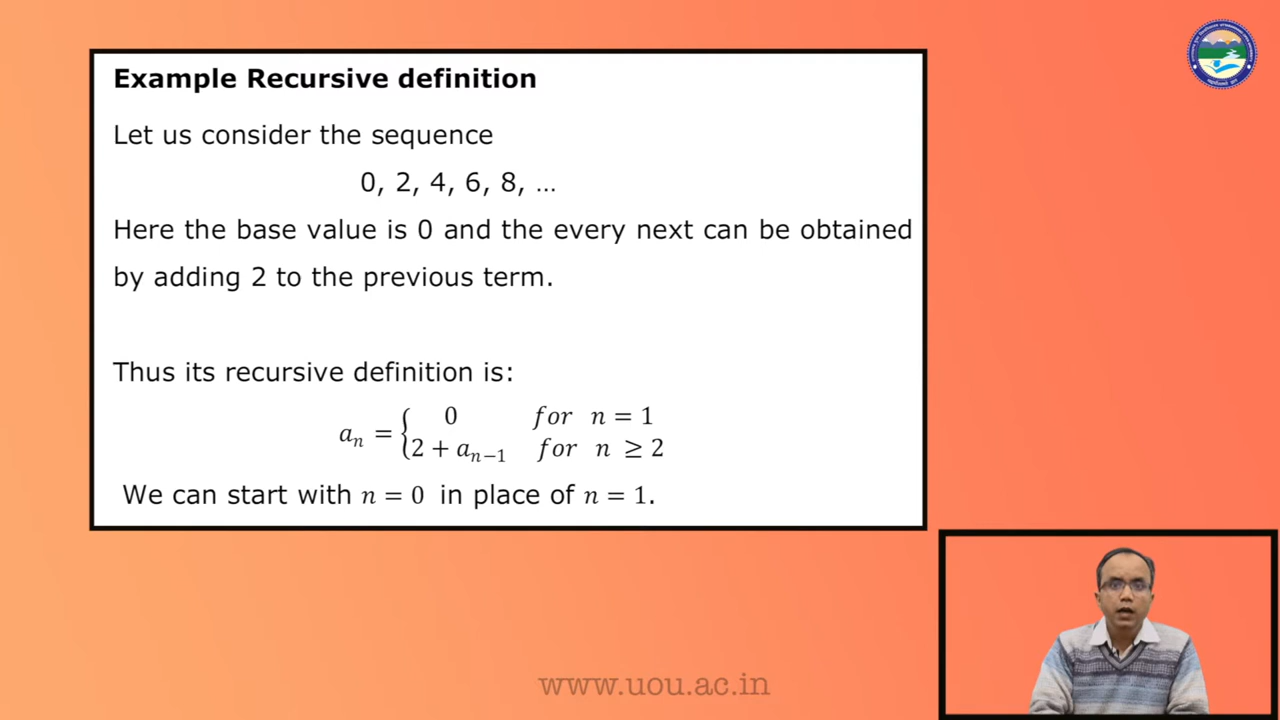 Example Recursive definition
Let us consider the sequence
0, 2, 4, 6, 8, …
Here the base value is 0 and the every next can be obtained
by adding 2 to the previous term.
Thus its recursive definition is:
aₙ = { 0 for n = 1
2 + aₙ₋₁ for n ≥ 2
We can start with n = 0 in place of n = 1.
www.uou.ac.in